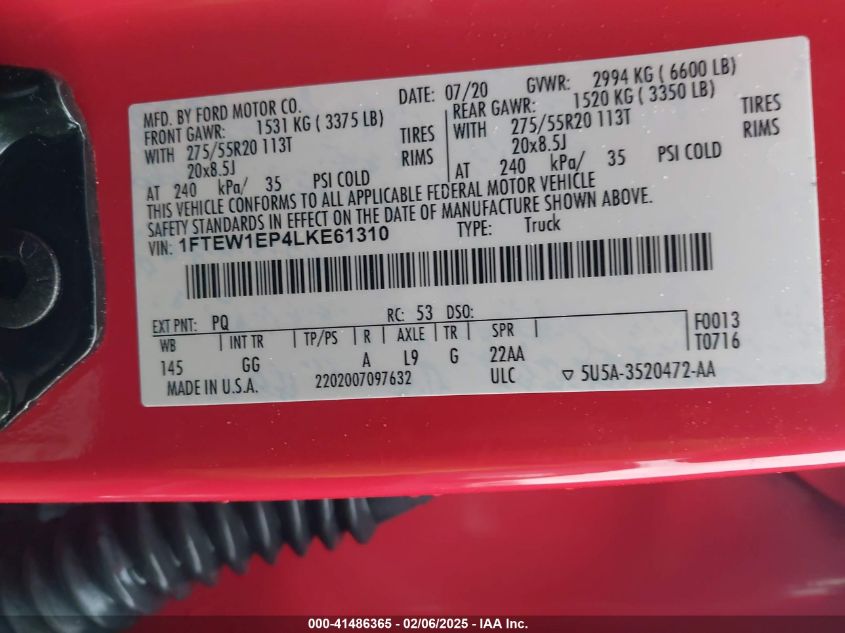 MFD. BY FORD MOTOR CO. DATE: 07/20 GVWR: 2994 KG ( 6600 LB)
FRONT GAWR: 1531 KG ( 3375 LB) REAR GAWR: 1520 KG ( 3350 LB)
WITH 275/55R20 113T TIRES WITH 275/55R20 113T TIRES
20x8.5J RIMS 20x8.5J RIMS
AT 240 kPa/ 35 PSI COLD AT 240 kPa/ 35 PSI COLD
THIS VEHICLE CONFORMS TO ALL APPLICABLE FEDERAL MOTOR VEHICLE
SAFETY STANDARDS IN EFFECT ON THE DATE OF MANUFACTURE SHOWN ABOVE.
VIN: 1FTEW1EP4LKE61310 TYPE: Truck
EXT PNT: PQ RC: 53 DSO: F0013
WB INT TR TP/PS R AXLE TR SPR T0716
145 GG A L9 G 22AA
MADE IN U.S.A. 2202007097632 ULC ▽ 5U5A-3520472-AA
000-41486365 - 02/06/2025 - IAA Inc.